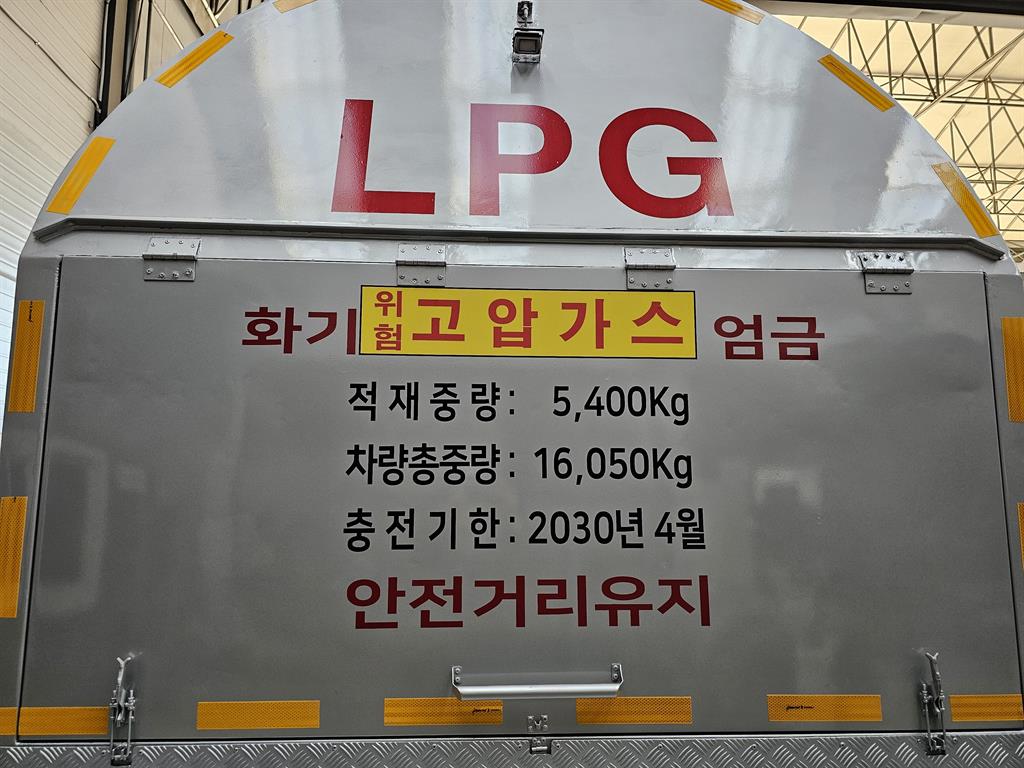 LPG
화기 위험 고압가스 엄금
적재중량: 5,400Kg
차량총중량: 16,050Kg
충전기한: 2030년 4월
안전거리유지